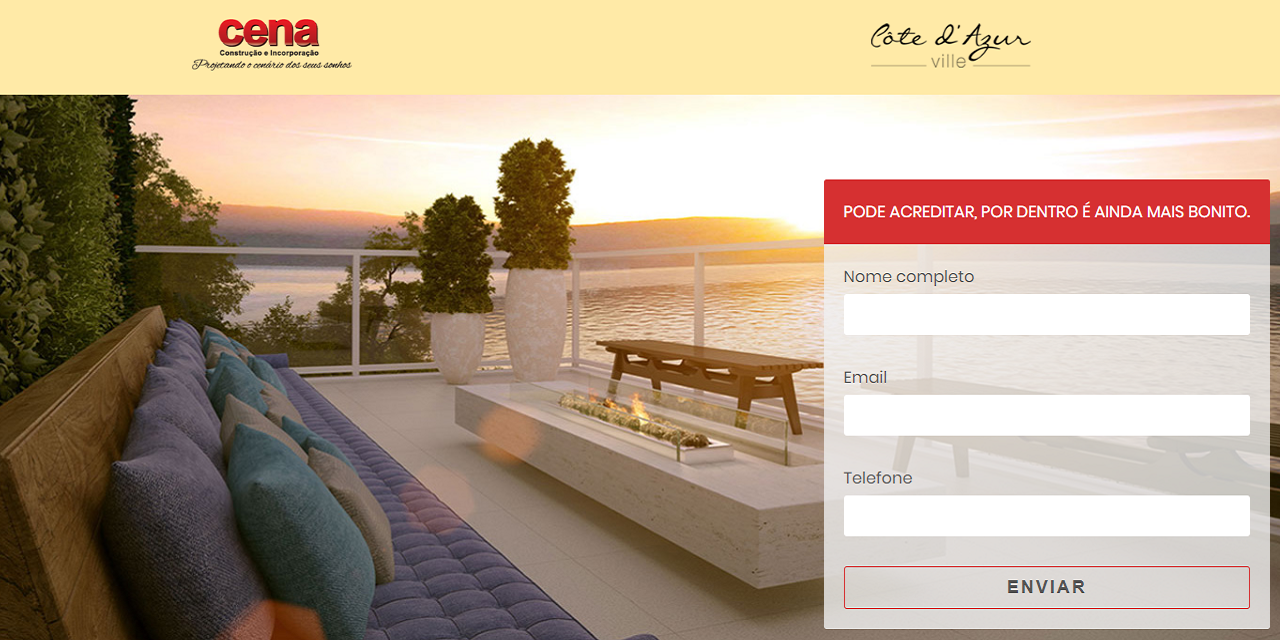 cena
Construção e Incorporação
Projetando o cenário dos seus sonhos
Côte d'Azur
ville
PODE ACREDITAR, POR DENTRO É AINDA MAIS BONITO.
Nome completo
Email
Telefone
ENVIAR